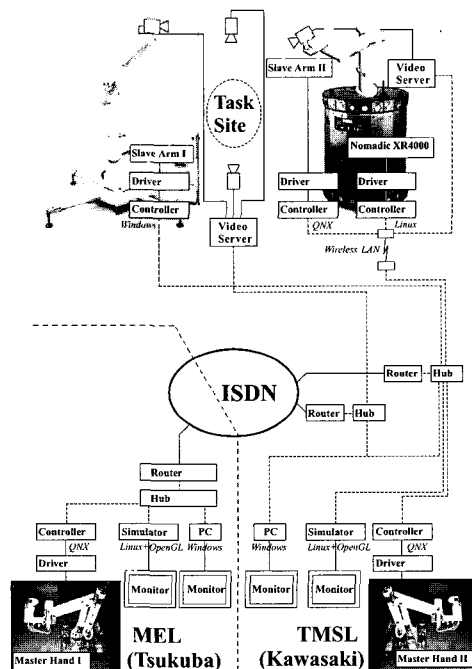 Slave Arm II
Video
Server
Task
Site
Nomadic XR4000
Slave Arm I
Driver
Driver
Driver
Controller
Controller
Controller
Windows
Video
Server
QNX
Linux
Wireless LAN
ISDN
Router
Hub
Router
Hub
Router
Hub
Controller
Simulator
PC
PC
Simulator
Controller
QNX
Linux+OpenGL
Windows
Windows
Linux+OpenGL
QNX
Driver
Driver
Monitor
Monitor
Monitor
Monitor
Master Hand I
MEL
(Tsukuba)
TMSL
(Kawasaki)
Master Hand II